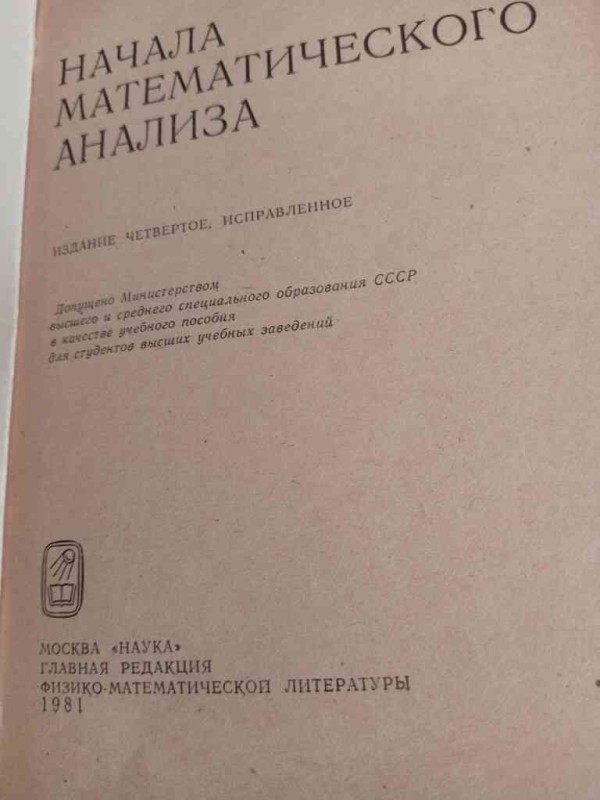 НАЧАЛА
МАТЕМАТИЧЕСКОГО
АНАЛИЗА
ИЗДАНИЕ ЧЕТВЕРТОЕ, ИСПРАВЛЕННОЕ
Допущено Министерством
высшего и среднего специального образования СССР
в качестве учебного пособия
для студентов высших учебных заведений
МОСКВА «НАУКА»
ГЛАВНАЯ РЕДАКЦИЯ
ФИЗИКО-МАТЕМАТИЧЕСКОЙ ЛИТЕРАТУРЫ
1981